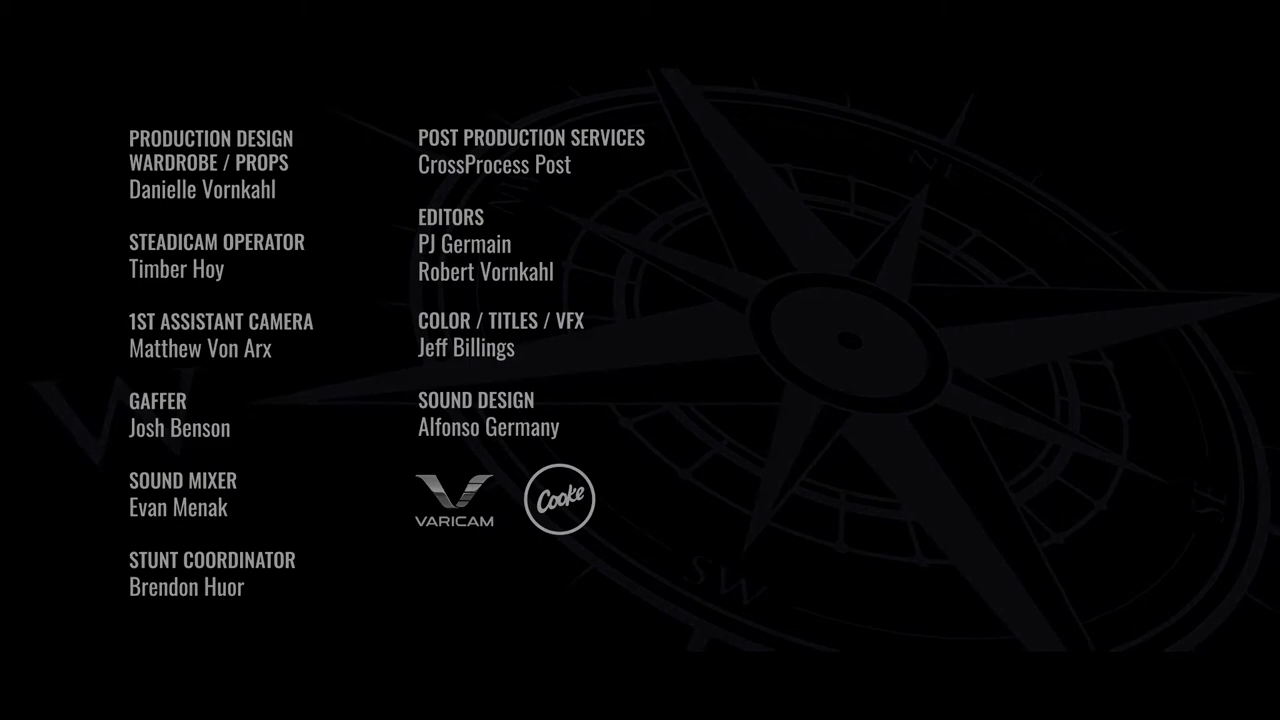 PRODUCTION DESIGN
WARDROBE / PROPS
Danielle Vornkahl
STEADICAM OPERATOR
Timber Hoy
1ST ASSISTANT CAMERA
Matthew Von Arx
GAFFER
Josh Benson
SOUND MIXER
Evan Menak
STUNT COORDINATOR
Brendon Huor
POST PRODUCTION SERVICES
CrossProcess Post
EDITORS
PJ Germain
Robert Vornkahl
COLOR / TITLES / VFX
Jeff Billings
SOUND DESIGN
Alfonso Germany
VARICAM
Cooke
W
SW